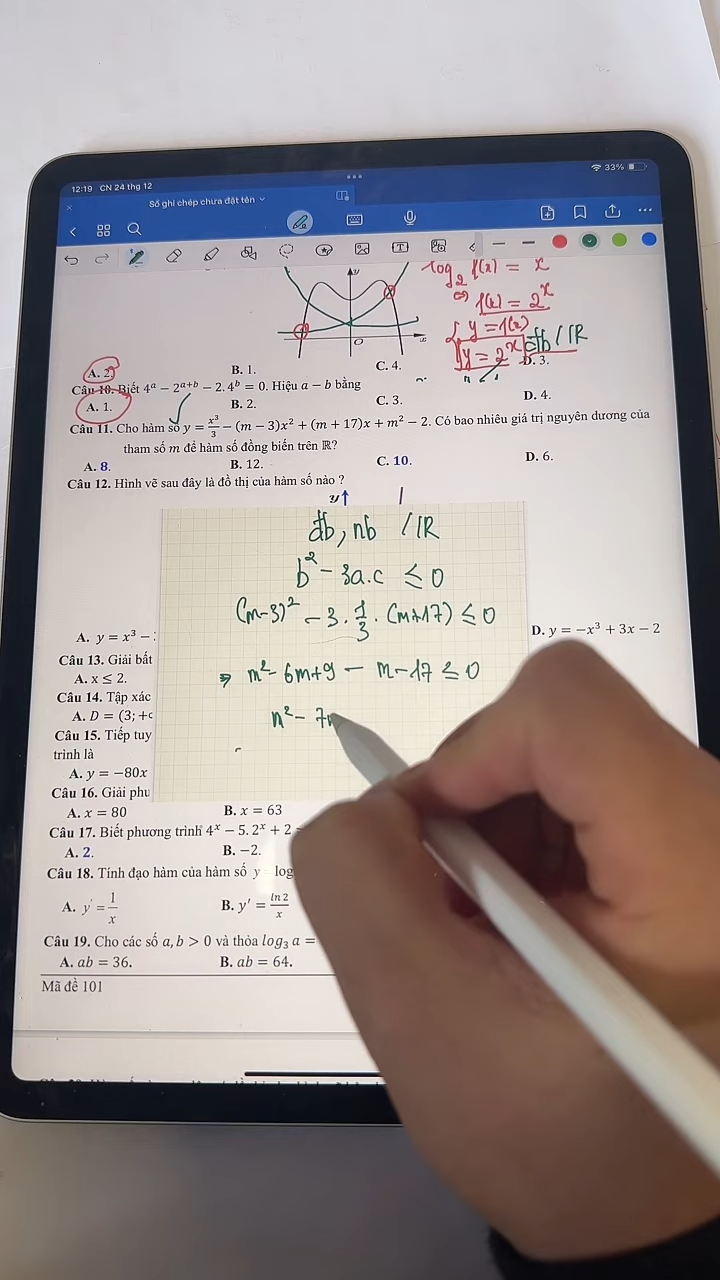 12:19 CN 24 thg 12
33%
Sổ ghi chép chưa đặt tên
log₂ f(x) = x
⇔ f(x) = 2ˣ
{ y = f(x)
y = 2ˣ đb / R
y
O
x
A. 2. B. 1. C. 4. D. 3.
Câu 10. Biết 4ᵃ − 2ᵃ⁺ᵇ − 2.4ᵇ = 0. Hiệu a − b bằng
A. 1. B. 2. C. 3. D. 4.
Câu 11. Cho hàm số y = x³/3 − (m − 3)x² + (m + 17)x + m² − 2. Có bao nhiêu giá trị nguyên dương của
tham số m để hàm số đồng biến trên ℝ?
A. 8. B. 12. C. 10. D. 6.
Câu 12. Hình vẽ sau đây là đồ thị của hàm số nào ?
y
đb, nb / R
b² − 3a.c ≤ 0
(m−3)² − 3 · 1/3 · (m+17) ≤ 0
⇒ m² − 6m + 9 − m − 17 ≤ 0
m² − 7m
A. y = x³ − D. y = −x³ + 3x − 2
Câu 13. Giải bất
A. x ≤ 2.
Câu 14. Tập xác
A. D = (3; +
Câu 15. Tiếp tuy
trình là
A. y = −80x
Câu 16. Giải phu
A. x = 80 B. x = 63
Câu 17. Biết phương trình 4ˣ − 5.2ˣ + 2
A. 2. B. −2.
Câu 18. Tính đạo hàm của hàm số y log
A. y′ = 1/x B. y′ = ln 2/x
Câu 19. Cho các số a, b > 0 và thỏa log₃ a =
A. ab = 36. B. ab = 64.
Mã đề 101